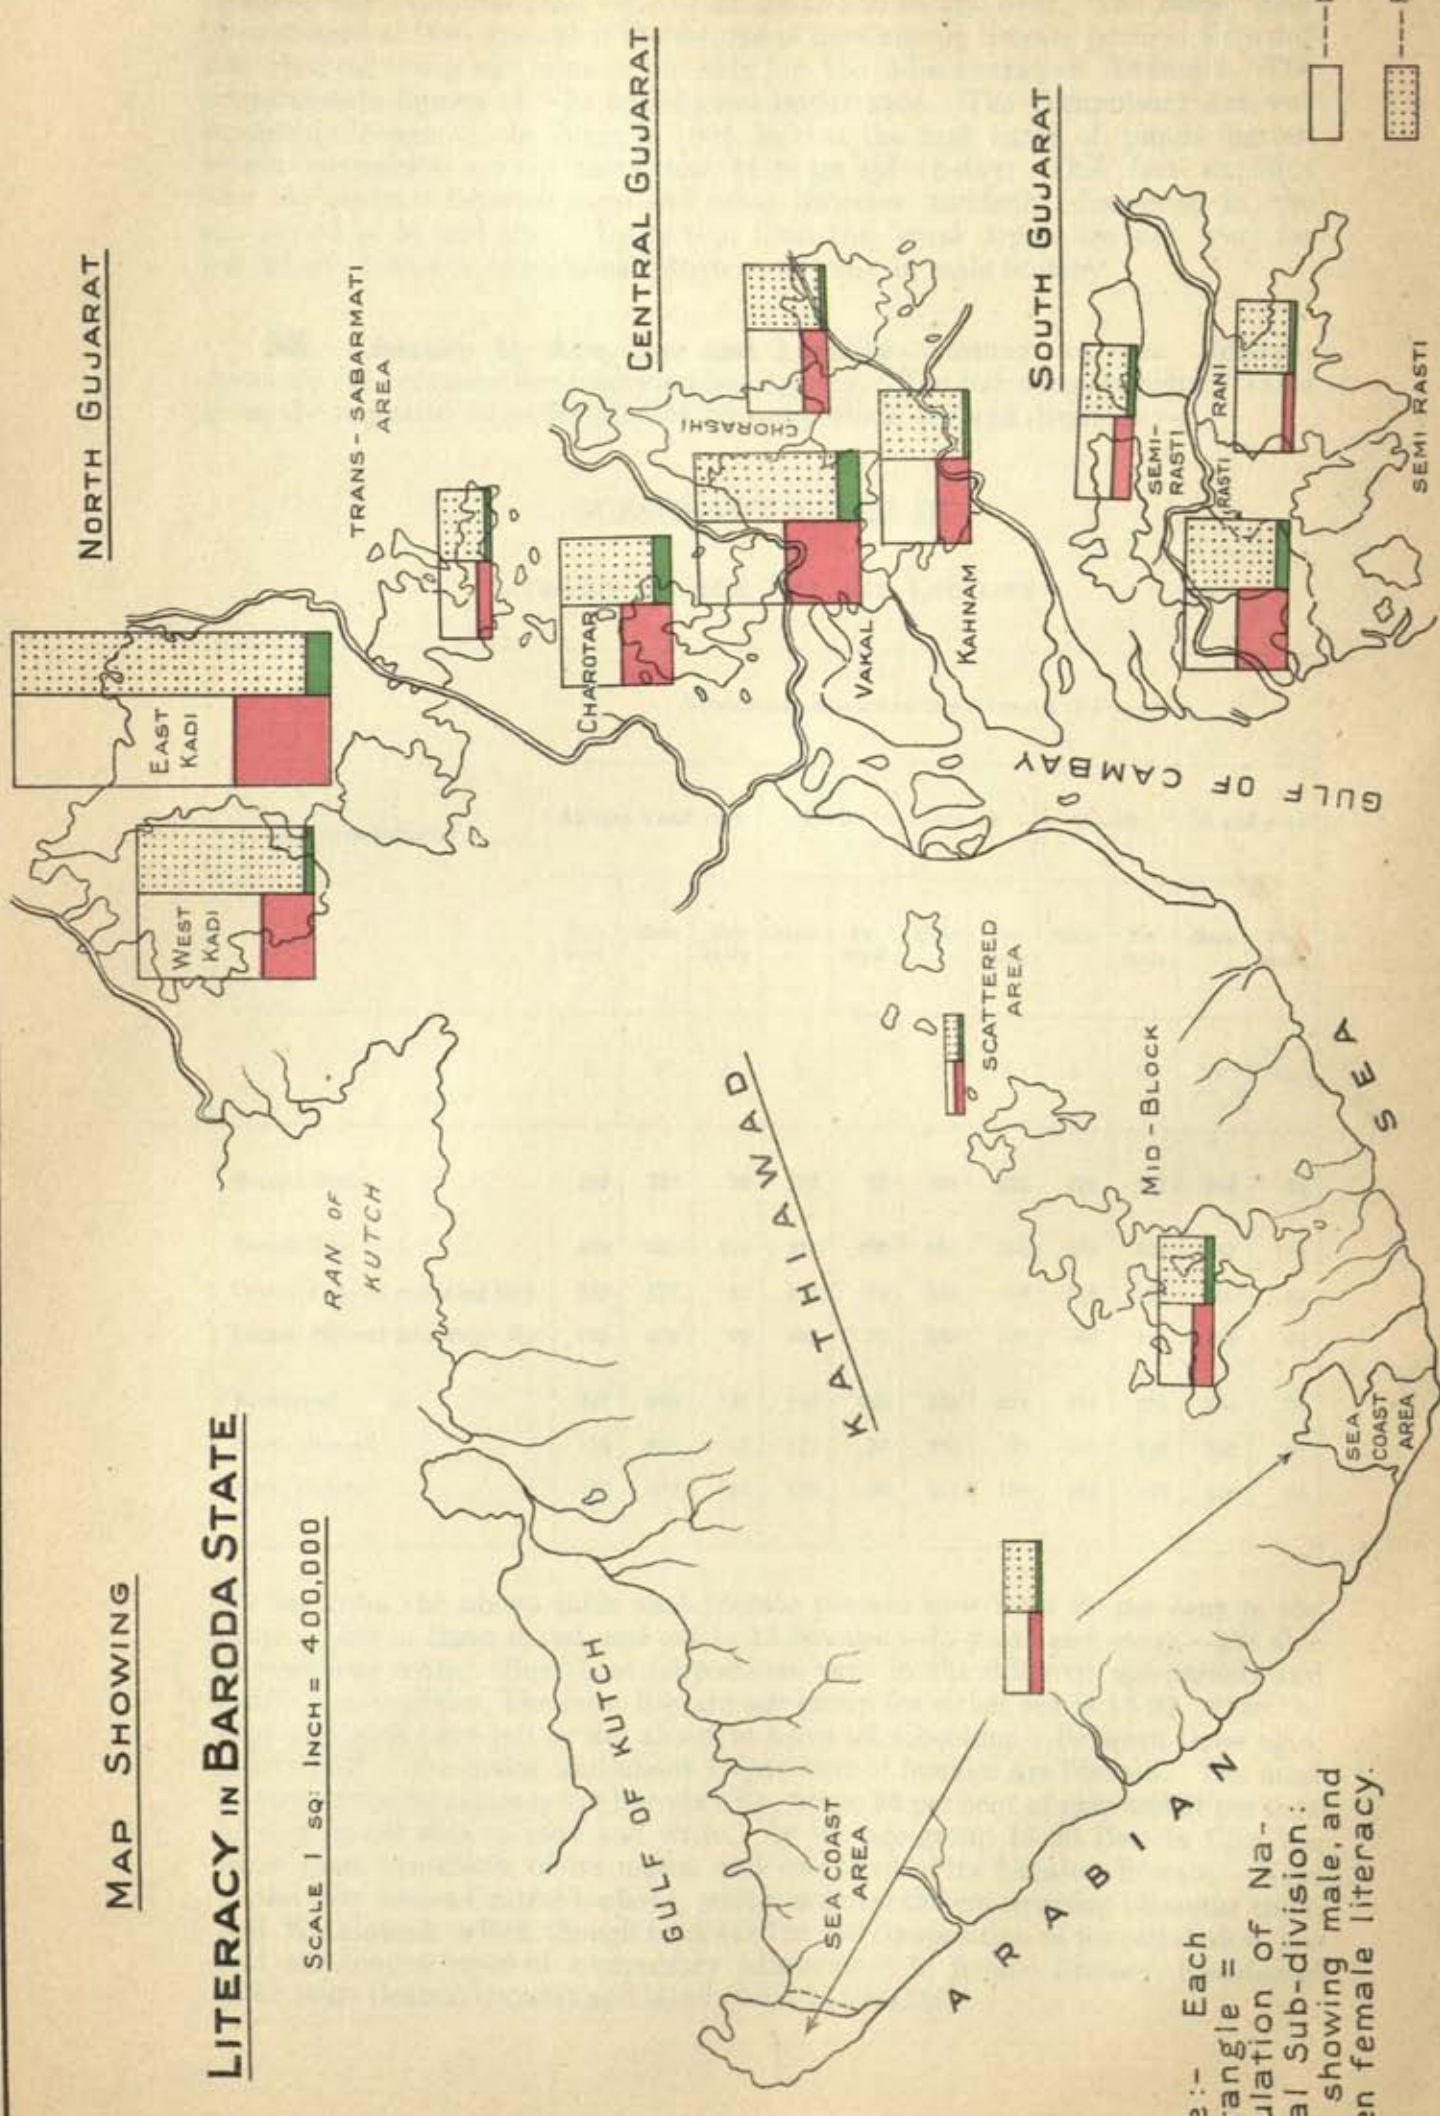 MAP SHOWING
LITERACY IN BARODA STATE
SCALE 1 SQ: INCH = 400,000
NORTH GUJARAT
TRANS-SABARMATI
AREA
EAST
KADI
WEST
KADI
RAN OF
KUTCH
CENTRAL GUJARAT
CHORASHI
CHAROTAR
VAKAL
KAHNAM
SOUTH GUJARAT
SEMI-
RASTI
RASTI
RANI
SEMI RASTI
GULF OF CAMBAY
KATHIAWAD
SCATTERED
AREA
MID-BLOCK
SEA
COAST
AREA
GULF OF KUTCH
SEA COAST
AREA
ARABIAN SEA
e:- Each
rangle =
ulation of Na-
al Sub-division:
showing male, and
en female literacy.